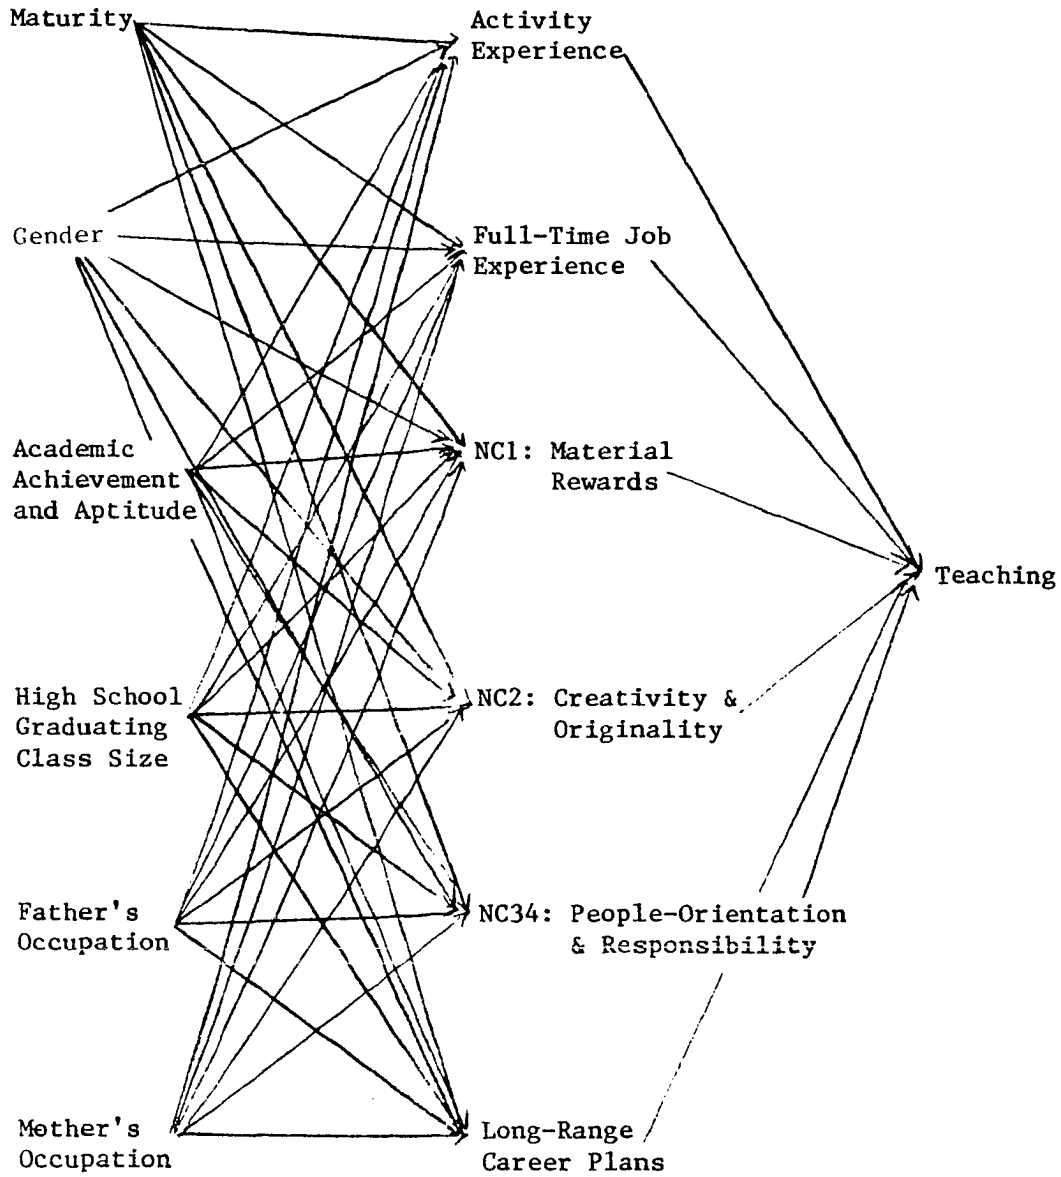 Maturity
Gender
Academic
Achievement
and Aptitude
High School
Graduating
Class Size
Father's
Occupation
Mother's
Occupation
Activity
Experience
Full-Time Job
Experience
NC1: Material
Rewards
NC2: Creativity &
Originality
NC34: People-Orientation
& Responsibility
Long-Range
Career Plans
Teaching